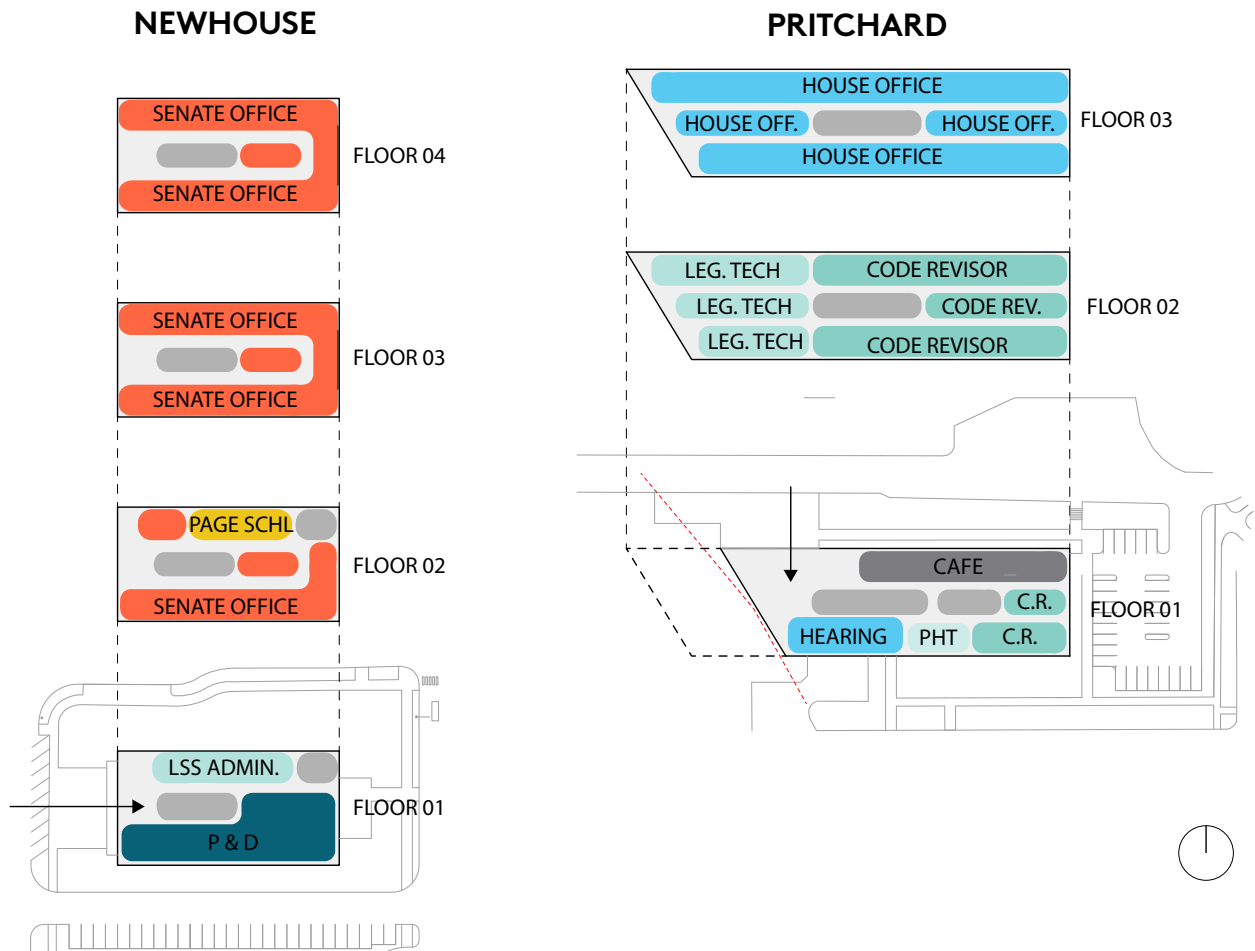 NEWHOUSE
SENATE OFFICE
SENATE OFFICE
FLOOR 04
SENATE OFFICE
SENATE OFFICE
FLOOR 03
PAGE SCHL
SENATE OFFICE
FLOOR 02
LSS ADMIN.
P & D
FLOOR 01
PRITCHARD
HOUSE OFFICE
HOUSE OFF.
HOUSE OFF.
HOUSE OFFICE
FLOOR 03
LEG. TECH
CODE REVISOR
LEG. TECH
CODE REV.
LEG. TECH
CODE REVISOR
FLOOR 02
CAFE
C.R.
HEARING
PHT
C.R.
FLOOR 01